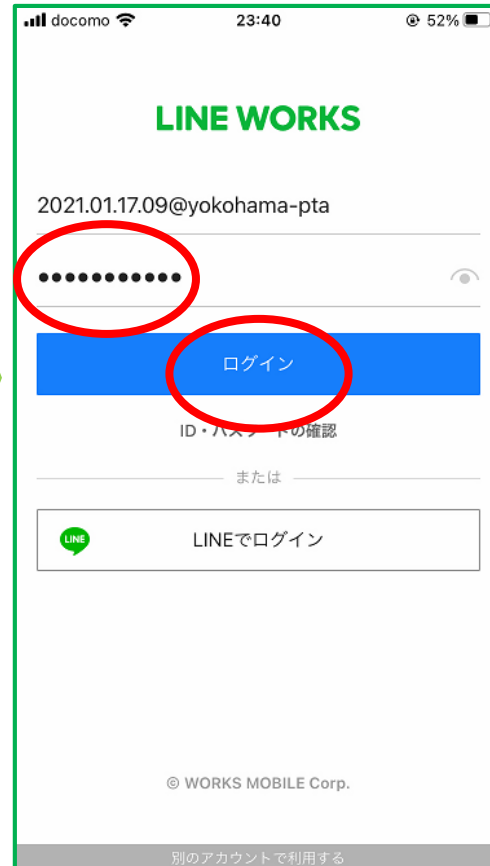 docomo 23:40 52%
LINE WORKS
2021.01.17.09@yokohama-pta
●●●●●●●●●●●
ログイン
ID・パスワードの確認
または
LINE LINEでログイン
© WORKS MOBILE Corp.
別のアカウントで利用する